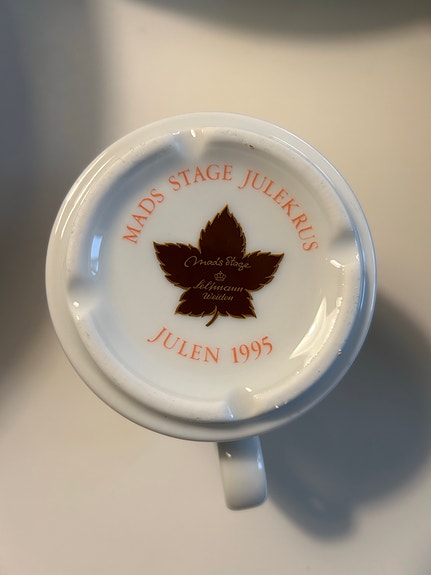 MADS STAGE JULEKRUS
Mads Stage
Seltmann
Weiden
JULEN 1995